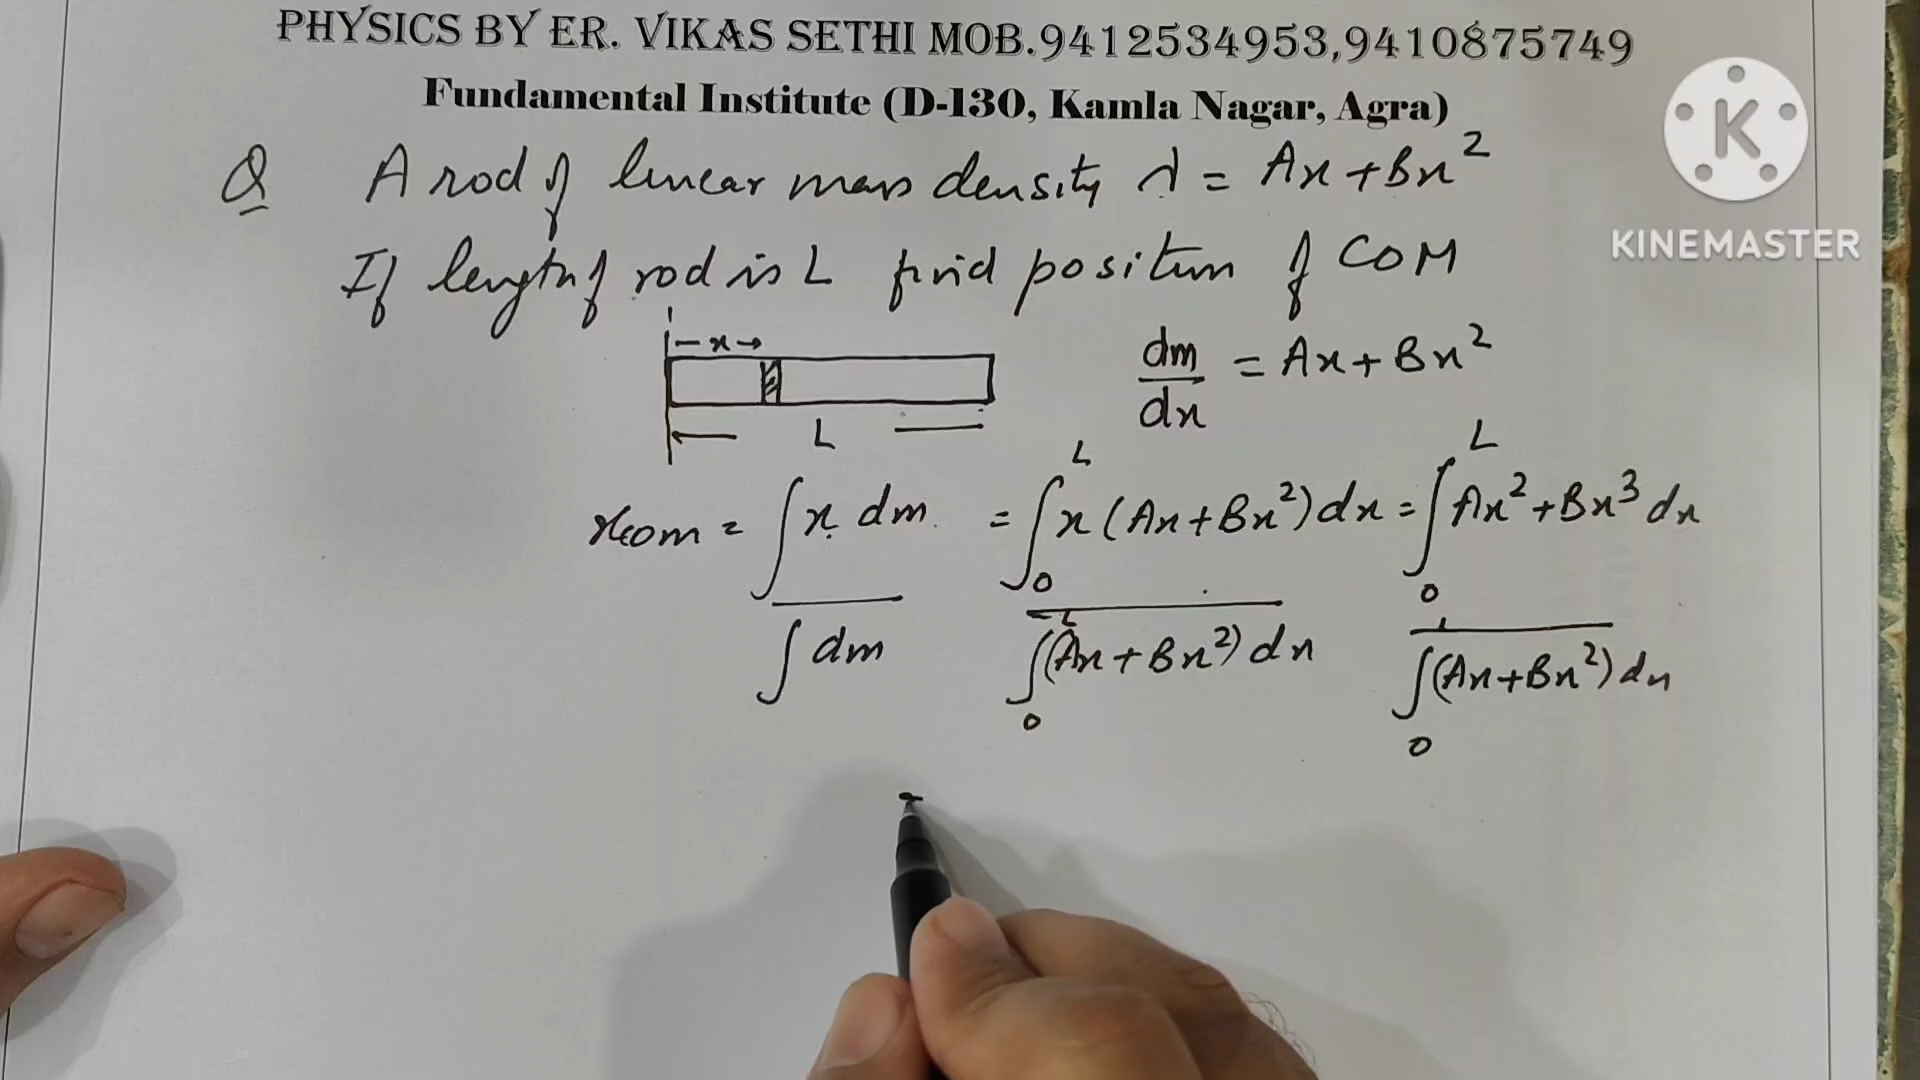 PHYSICS BY ER. VIKAS SETHI MOB.9412534953,9410875749
Fundamental Institute (D-130, Kamla Nagar, Agra)
K
KINEMASTER
Q A rod of linear mass density λ = Ax + Bx²
If length of rod is L find position of COM
x
L
dm/dx = Ax + Bx²
xcom = ∫ x dm / ∫ dm = ∫₀ᴸ x (Ax + Bx²) dx / ∫₀ᴸ (Ax + Bx²) dx = ∫₀ᴸ Ax² + Bx³ dx / ∫₀ᴸ (Ax + Bx²) dx